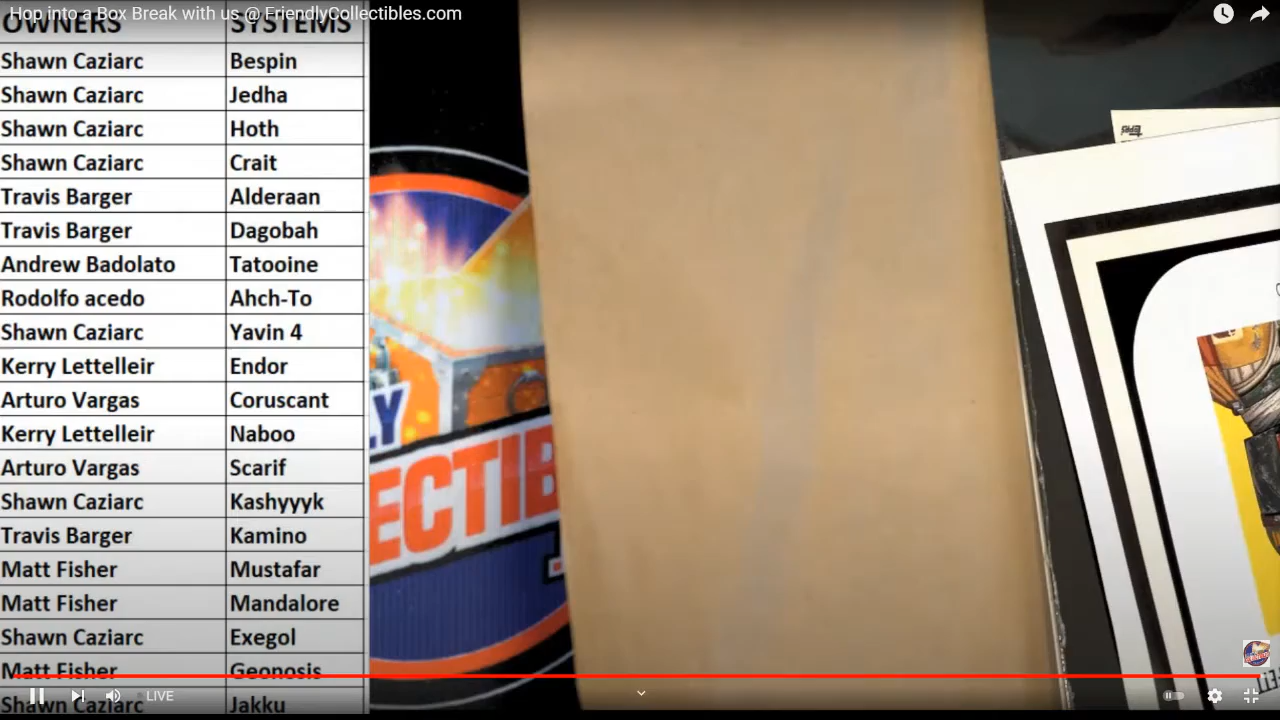 Hop into a Box Break with us @ FriendlyCollectibles.com
OWNERS SYSTEMS
Shawn Caziarc Bespin
Shawn Caziarc Jedha
Shawn Caziarc Hoth
Shawn Caziarc Crait
Travis Barger Alderaan
Travis Barger Dagobah
Andrew Badolato Tatooine
Rodolfo acedo Ahch-To
Shawn Caziarc Yavin 4
Kerry Lettelleir Endor
Arturo Vargas Coruscant
Kerry Lettelleir Naboo
Arturo Vargas Scarif
Shawn Caziarc Kashyyyk
Travis Barger Kamino
Matt Fisher Mustafar
Matt Fisher Mandalore
Shawn Caziarc Exegol
Matt Fisher Geonosis
Shawn Caziarc Jakku
LIVE
LY
ECTIB
Topps